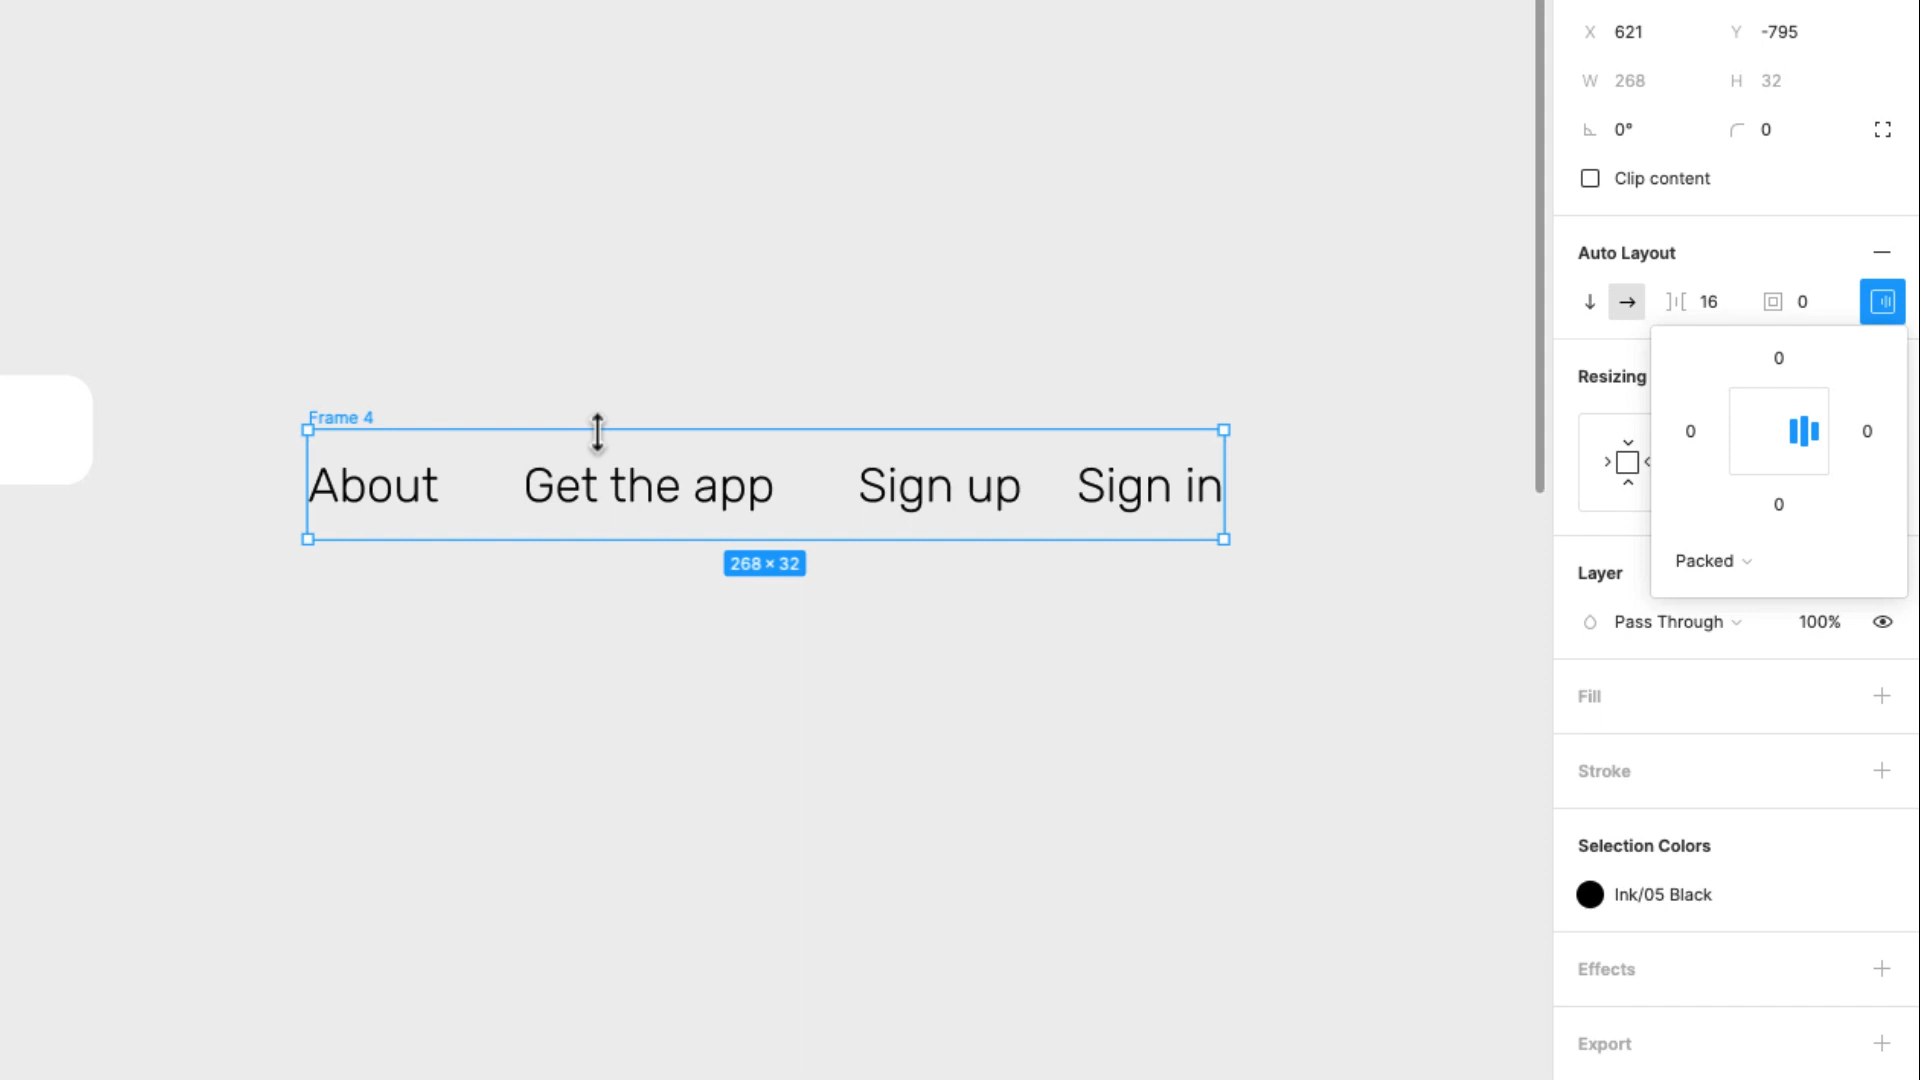 X 621 Y -795
W 268 H 32
0° 0
Clip content
Auto Layout
16 0
0
Resizing
0 0
0
Packed
Frame 4
About Get the app Sign up Sign in
268 × 32
Layer
Pass Through 100%
Fill
Stroke
Selection Colors
Ink/05 Black
Effects
Export